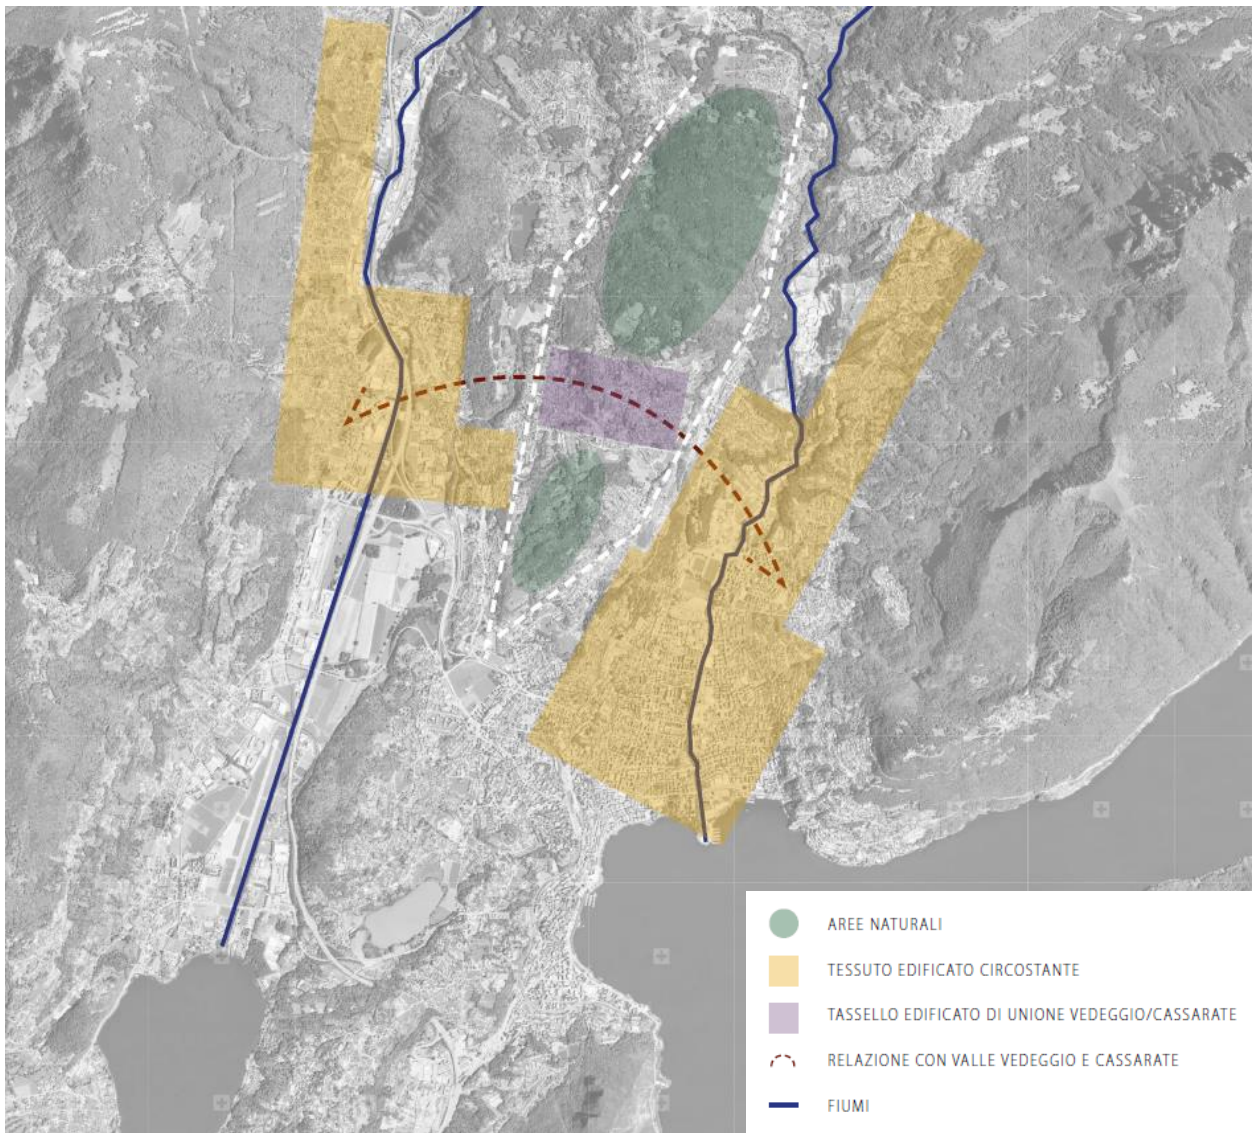 AREE NATURALI
TESSUTO EDIFICATO CIRCOSTANTE
TASSELLO EDIFICATO DI UNIONE VEDEGGIO/CASSARATE
RELAZIONE CON VALLE VEDEGGIO E CASSARATE
FIUMI